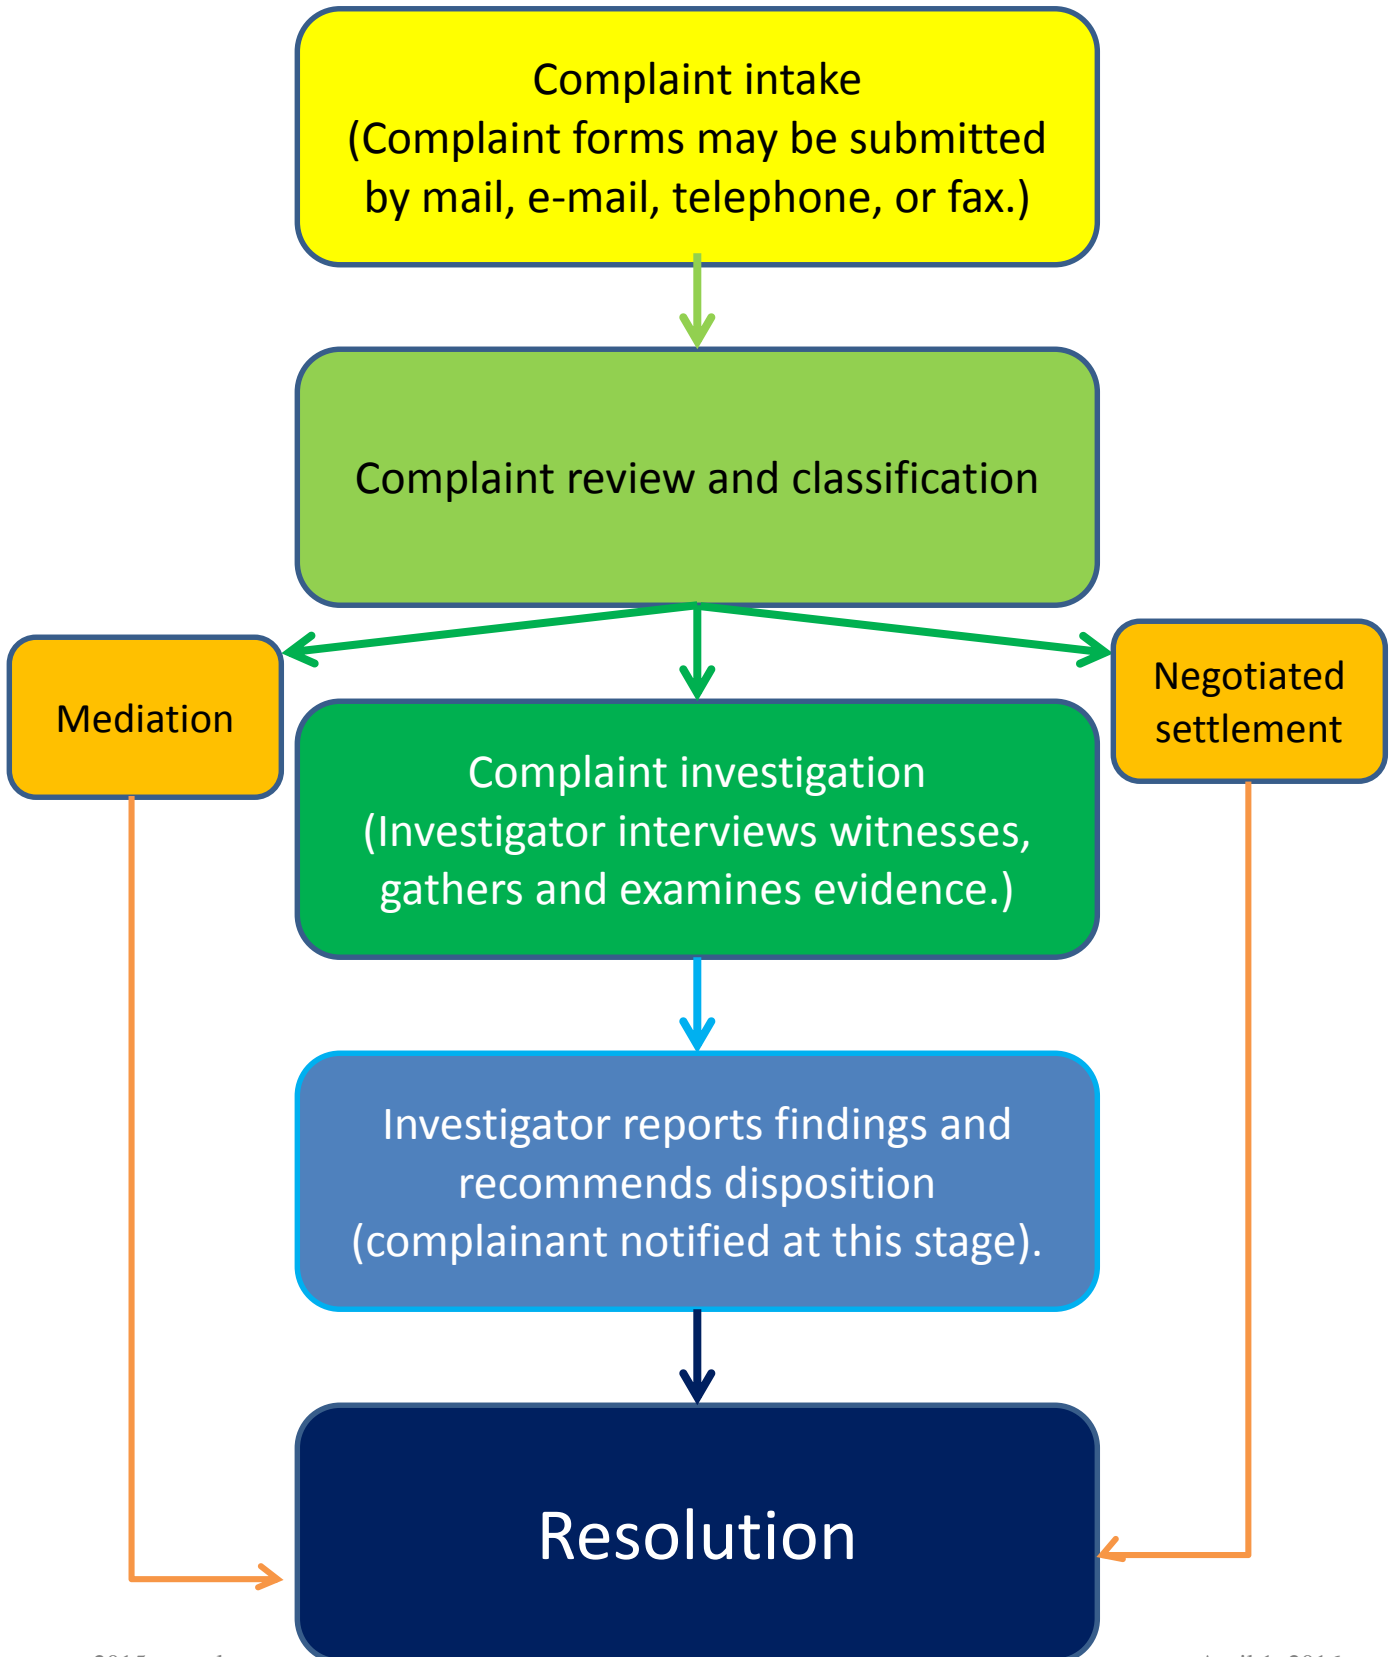 Complaint intake
(Complaint forms may be submitted
by mail, e-mail, telephone, or fax.)
Complaint review and classification
Mediation
Negotiated
settlement
Complaint investigation
(Investigator interviews witnesses,
gathers and examines evidence.)
Investigator reports findings and
recommends disposition
(complainant notified at this stage).
Resolution